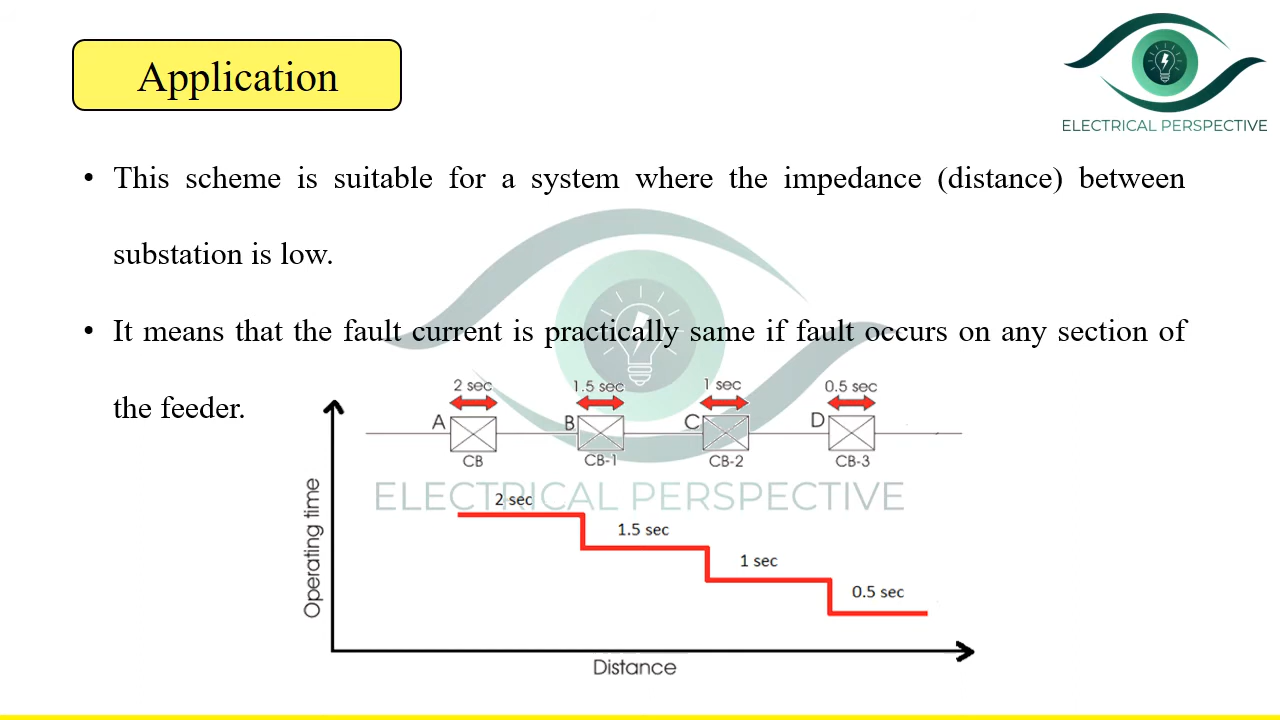 Application
ELECTRICAL PERSPECTIVE
• This scheme is suitable for a system where the impedance (distance) between
substation is low.
• It means that the fault current is practically same if fault occurs on any section of
the feeder.
2 sec 1.5 sec 1 sec 0.5 sec
A B C D
CB CB-1 CB-2 CB-3
ELECTRICAL PERSPECTIVE
Operating time
2 sec
1.5 sec
1 sec
0.5 sec
Distance